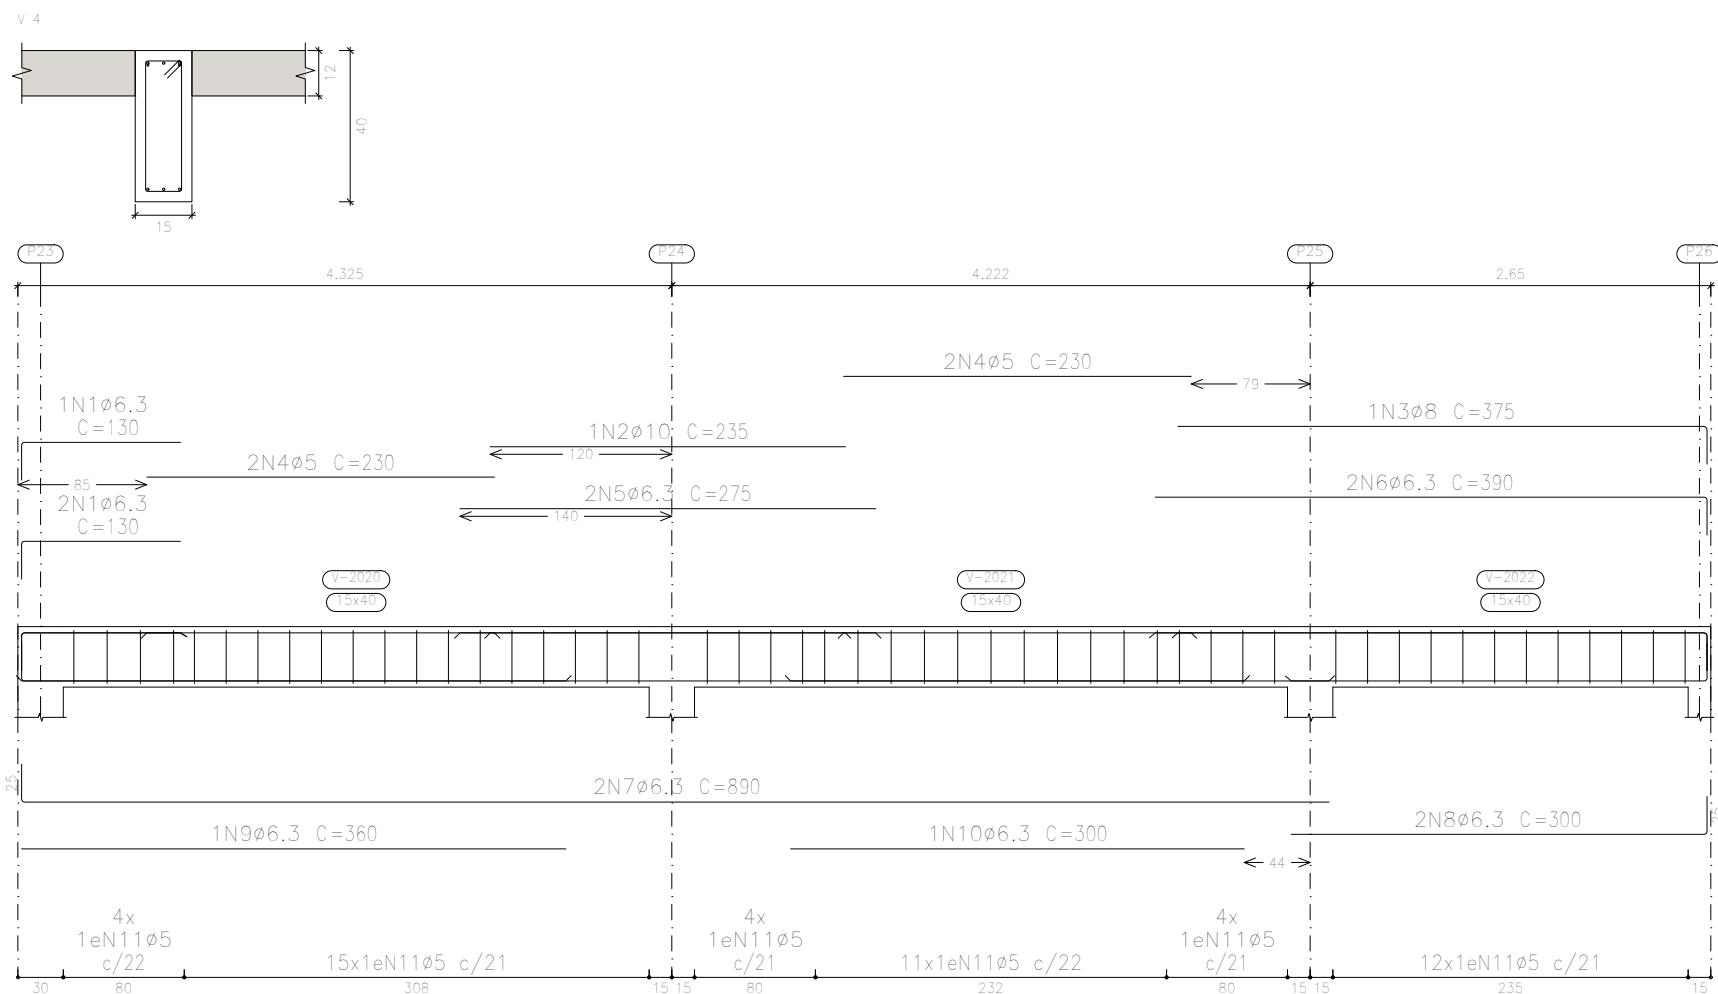 V 4
12
40
15
P23
P24
P25
P26
4.325
4.222
2.65
2N4ø5 C=230
79
1N1ø6.3
C=130
1N2ø10 C=235
120
1N3ø8 C=375
2N4ø5 C=230
85
2N5ø6.3 C=275
140
2N6ø6.3 C=390
2N1ø6.3
C=130
V-2020
15x40
V-2021
15x40
V-2022
15x40
25
2N7ø6.3 C=890
1N9ø6.3 C=360
1N10ø6.3 C=300
44
2N8ø6.3 C=300
4x
1eN11ø5
c/22
15x1eN11ø5 c/21
4x
1eN11ø5
c/21
11x1eN11ø5 c/22
4x
1eN11ø5
c/21
12x1eN11ø5 c/21
30
80
308
15
15
80
232
80
15
15
235
15